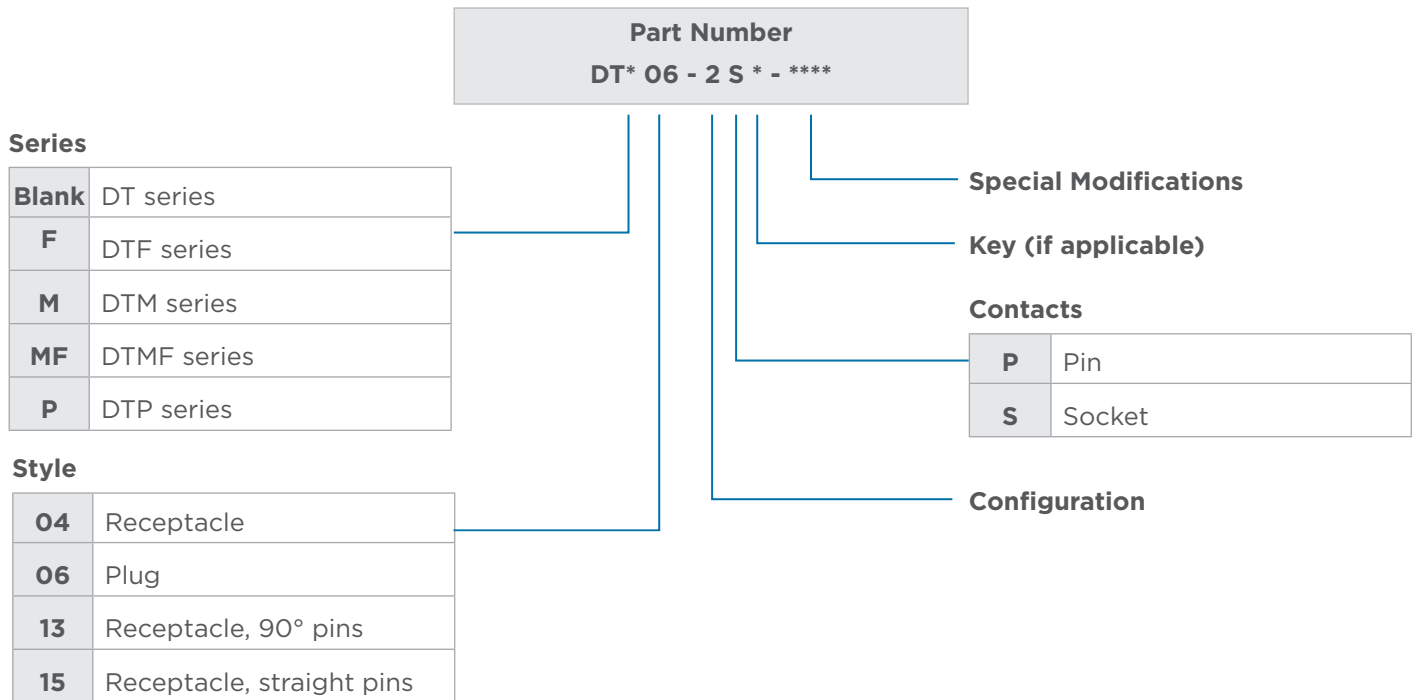 Part Number
DT* 06 - 2 S * - ****
Series
Blank DT series
F DTF series
M DTM series
MF DTMF series
P DTP series
Style
04 Receptacle
06 Plug
13 Receptacle, 90° pins
15 Receptacle, straight pins
Special Modifications
Key (if applicable)
Contacts
P Pin
S Socket
Configuration